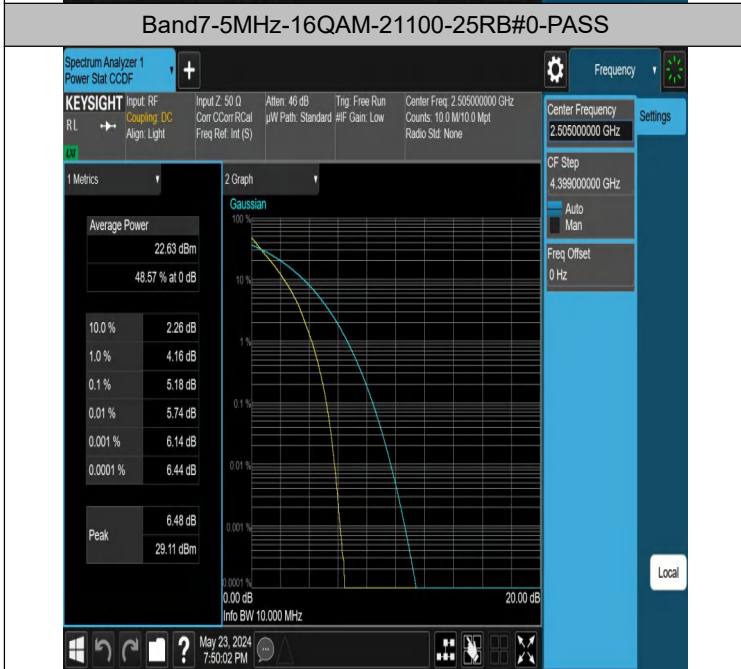 Band7-5MHz-16QAM-21100-25RB#0-PASS
Spectrum Analyzer 1
Power Stat CCDF
Frequency
KEYSIGHT
RL
Input: RF
Coupling: DC
Align: Light
Input Z: 50 Ω
Corr CCorr RCal
Freq Ref: Int (S)
Atten: 46 dB
µW Path: Standard
Trig: Free Run
#IF Gain: Low
Center Freq: 2.505000000 GHz
Counts: 10.0 M/10.0 Mpt
Radio Std: None
Center Frequency
2.505000000 GHz
Settings
CF Step
4.399000000 GHz
Auto
Man
Freq Offset
0 Hz
1 Metrics
Average Power
22.63 dBm
48.57 % at 0 dB
10.0 % 2.26 dB
1.0 % 4.16 dB
0.1 % 5.18 dB
0.01 % 5.74 dB
0.001 % 6.14 dB
0.0001 % 6.44 dB
Peak
6.48 dB
29.11 dBm
2 Graph
Gaussian
100 %
10 %
1 %
0.1 %
0.01 %
0.001 %
0.0001 %
0.00 dB
20.00 dB
Info BW 10.000 MHz
Local
?
May 23, 2024
7:50:02 PM